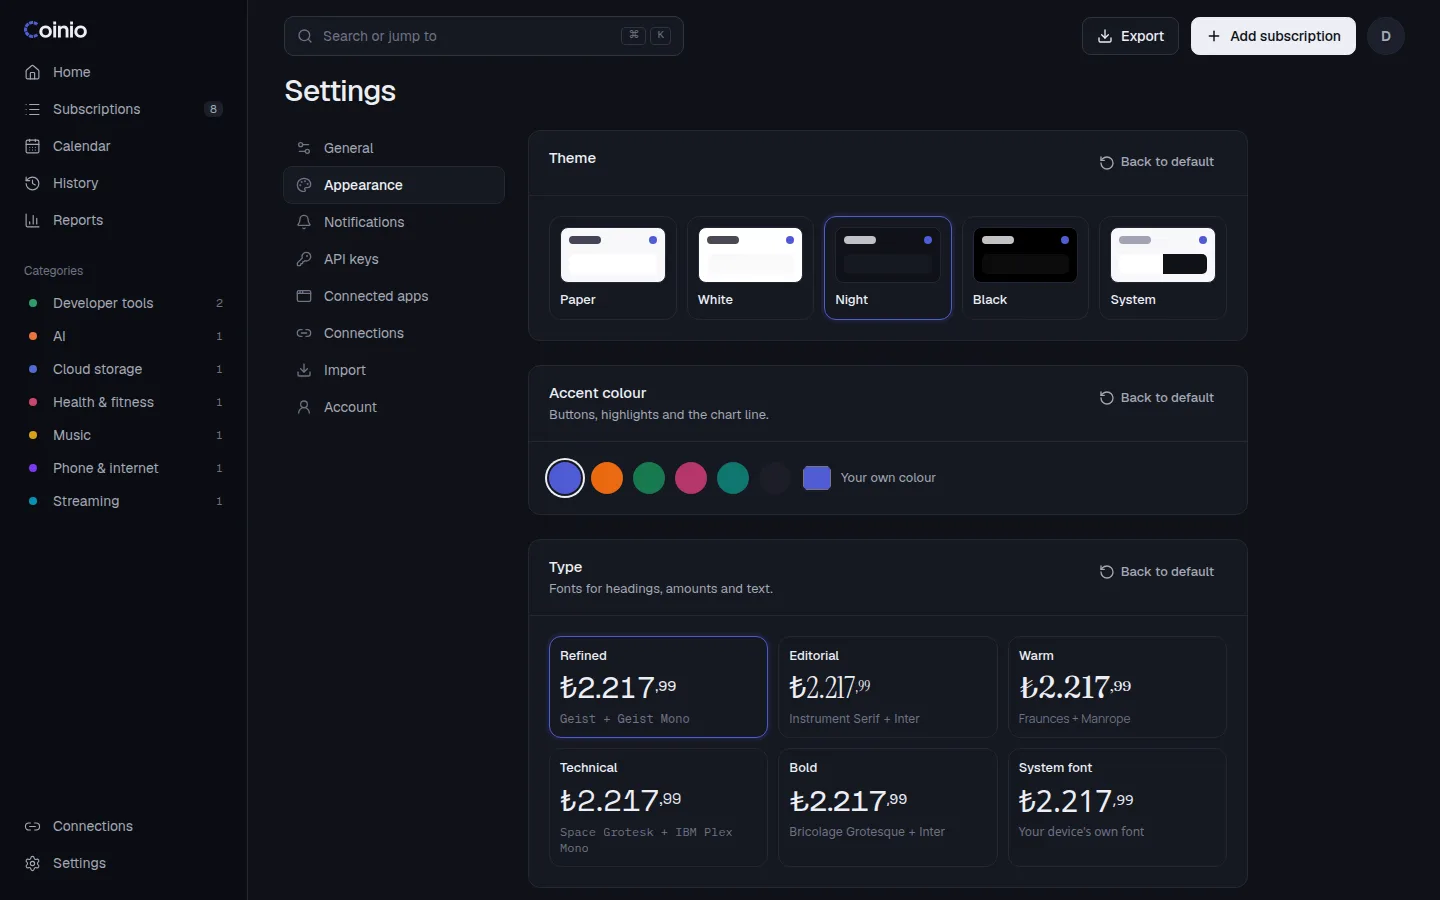 Coinio
Search or jump to
⌘ K
Export
+ Add subscription
D
Home
Subscriptions 8
Calendar
History
Reports
Categories
Developer tools 2
AI 1
Cloud storage 1
Health & fitness 1
Music 1
Phone & internet 1
Streaming 1
Connections
Settings
Settings
General
Appearance
Notifications
API keys
Connected apps
Connections
Import
Account
Theme
Back to default
Paper
White
Night
Black
System
Accent colour
Buttons, highlights and the chart line.
Back to default
Your own colour
Type
Fonts for headings, amounts and text.
Back to default
Refined
₺2.217,99
Geist + Geist Mono
Editorial
₺2.217,99
Instrument Serif + Inter
Warm
₺2.217,99
Fraunces + Manrope
Technical
₺2.217,99
Space Grotesk + IBM Plex
Mono
Bold
₺2.217,99
Bricolage Grotesque + Inter
System font
₺2.217,99
Your device's own font